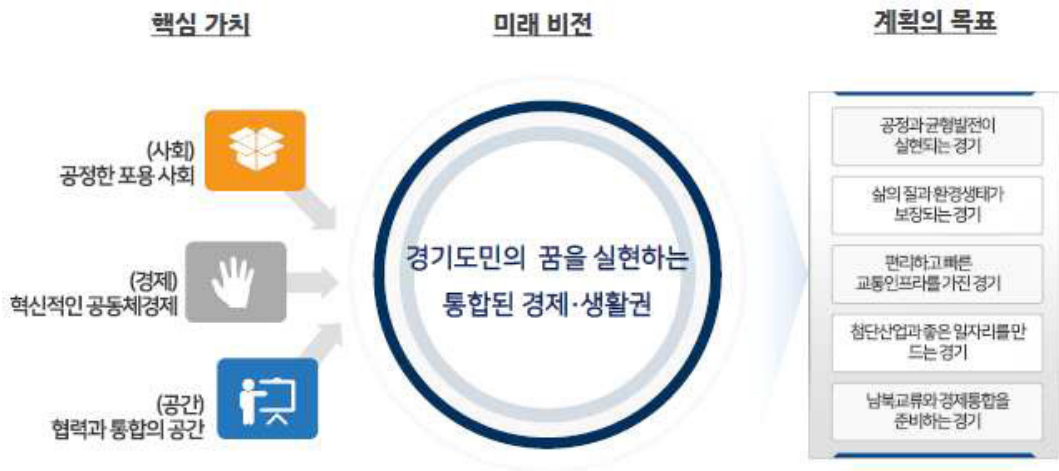 핵심 가치
미래 비전
계획의 목표
(사회)
공정한 포용 사회
(경제)
혁신적인 공동체경제
(공간)
협력과 통합의 공간
경기도민의 꿈을 실현하는
통합된 경제·생활권
공정과 균형발전이
실현되는 경기
삶의 질과 환경생태가
보장되는 경기
편리하고 빠른
교통인프라를 가진 경기
첨단산업과 좋은 일자리를 만
드는 경기
남북교류와 경제통합을
준비하는 경기